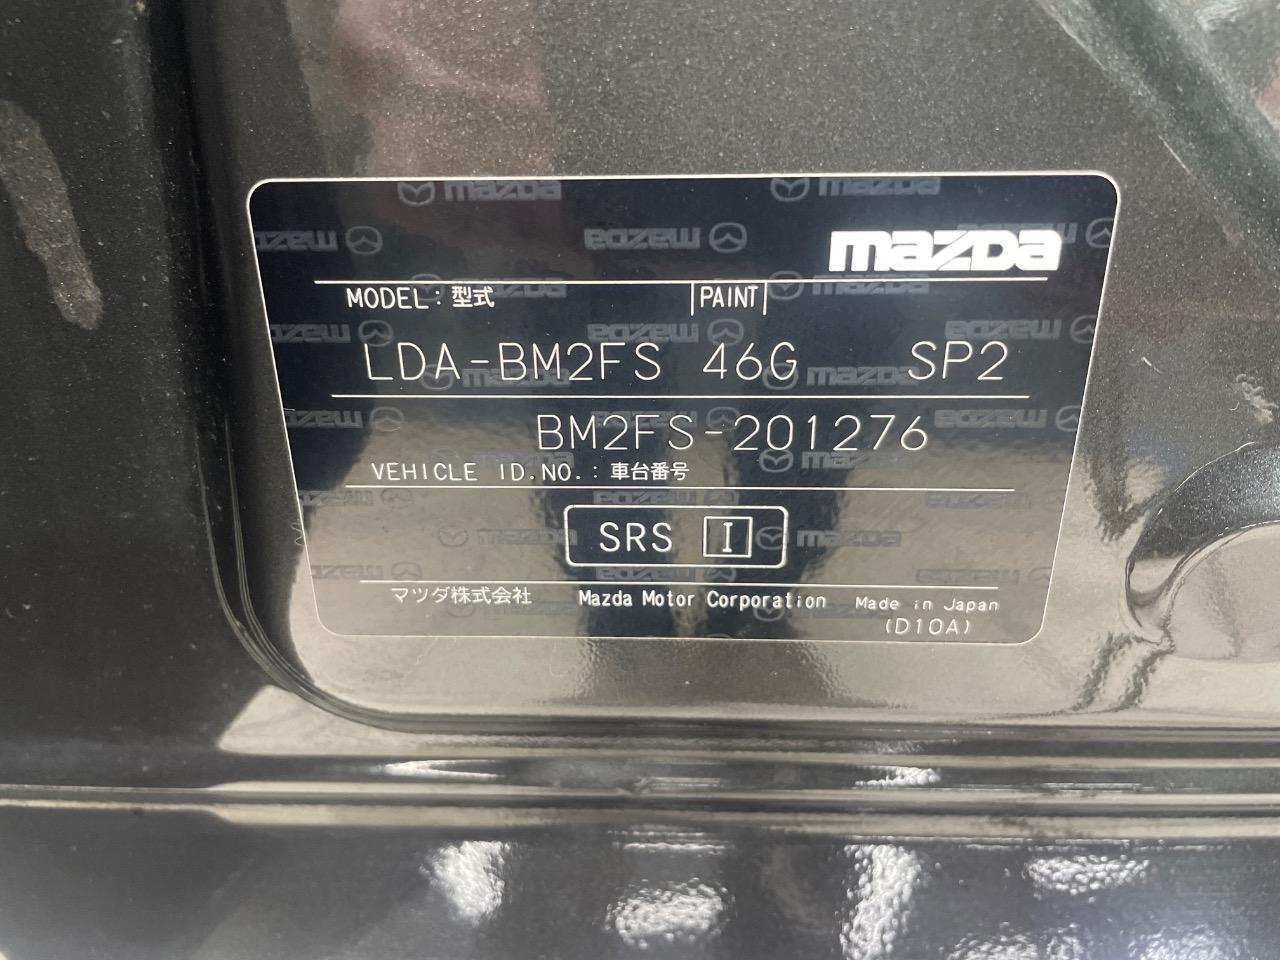 mazda
MODEL: 型式 PAINT
LDA-BM2FS 46G SP2
BM2FS-201276
VEHICLE ID.NO.: 車台番号
SRS I
マツダ株式会社 Mazda Motor Corporation Made in Japan
(D10A)